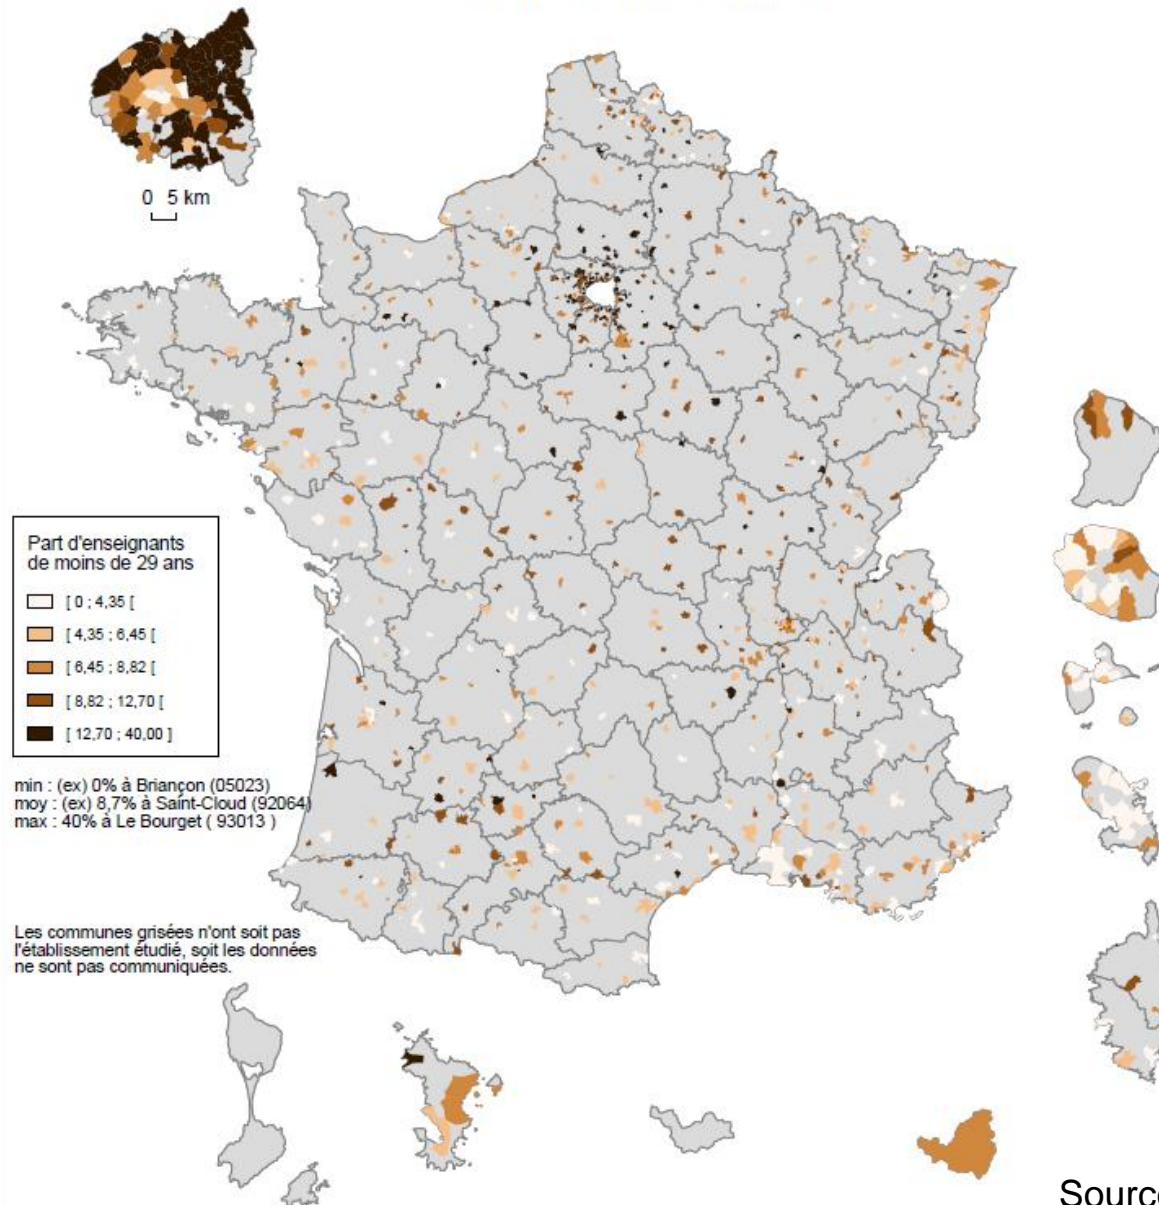 0 5 km
Part d'enseignants
de moins de 29 ans
[ 0 ; 4,35 [
[ 4,35 ; 6,45 [
[ 6,45 ; 8,82 [
[ 8,82 ; 12,70 [
[ 12,70 ; 40,00 ]
min : (ex) 0% à Briançon (05023)
moy : (ex) 8,7% à Saint-Cloud (92064)
max : 40% à Le Bourget ( 93013 )
Les communes grisées n'ont soit pas
l'établissement étudié, soit les données
ne sont pas communiquées.
Source